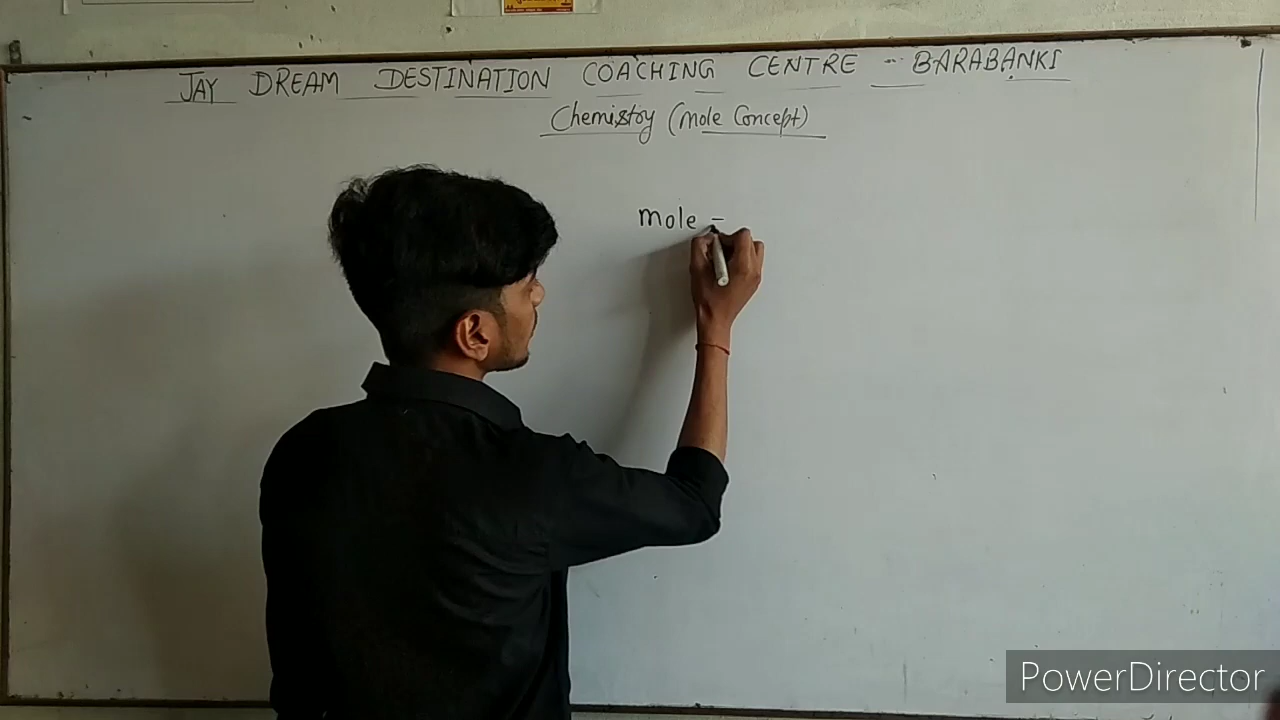 JAY DREAM DESTINATION COACHING CENTRE - BARABANKI
Chemistry (Mole Concept)
Mole =
PowerDirector